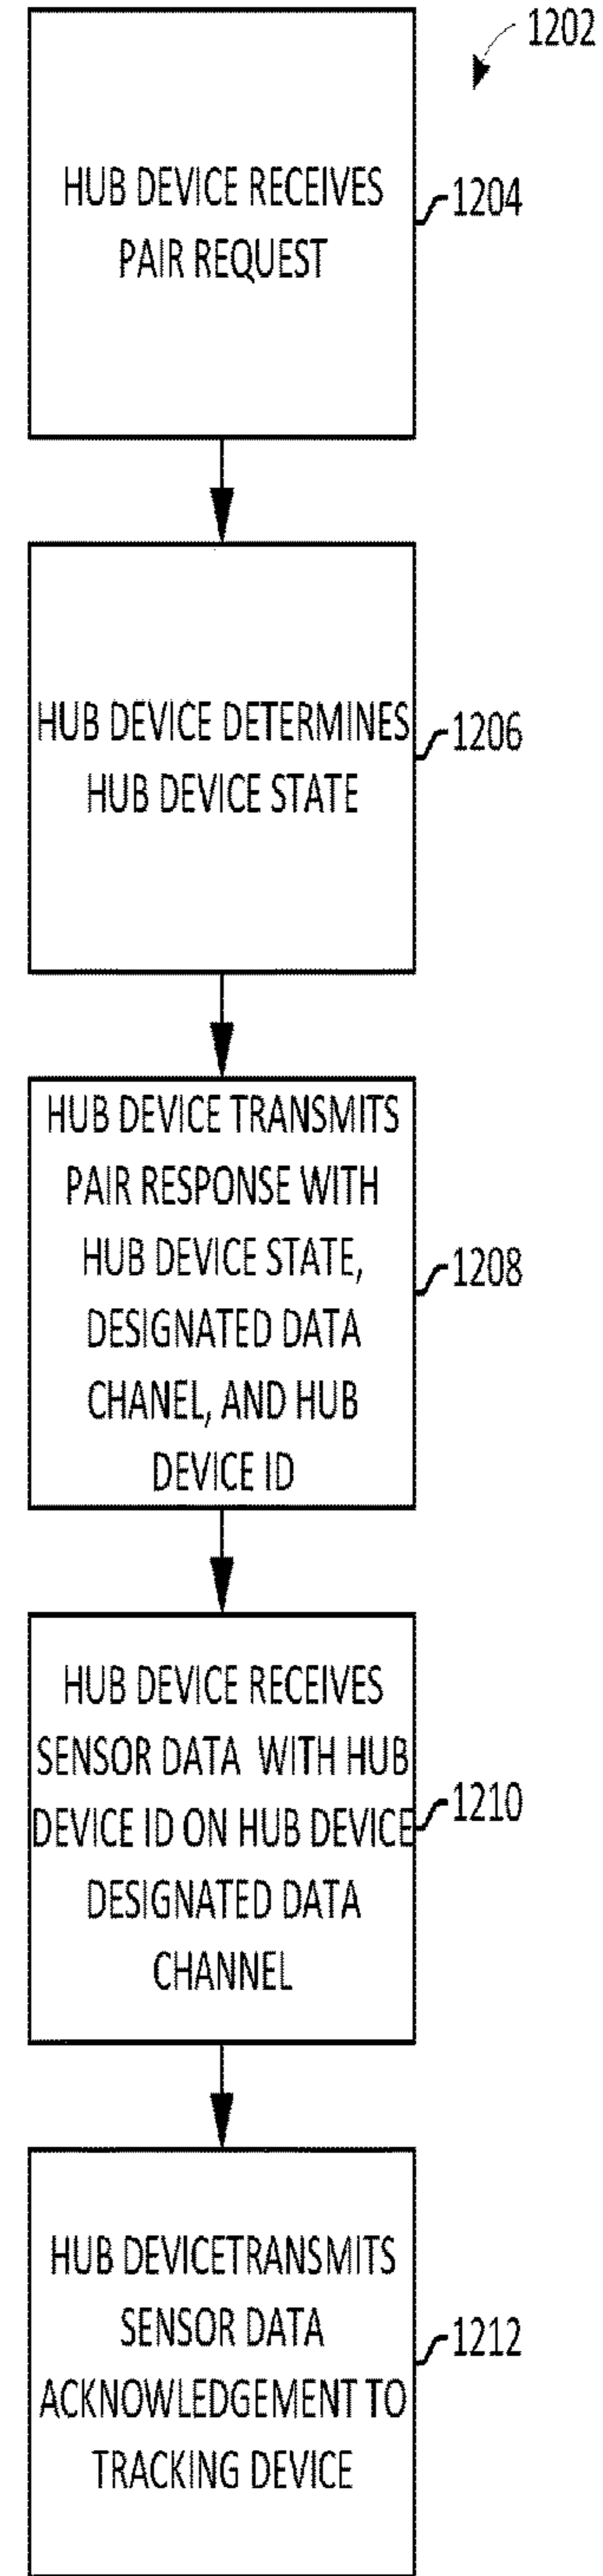 1202
HUB DEVICE RECEIVES
PAIR REQUEST
1204
HUB DEVICE DETERMINES
HUB DEVICE STATE
1206
HUB DEVICE TRANSMITS
PAIR RESPONSE WITH
HUB DEVICE STATE,
DESIGNATED DATA
CHANEL, AND HUB
DEVICE ID
1208
HUB DEVICE RECEIVES
SENSOR DATA WITH HUB
DEVICE ID ON HUB DEVICE
DESIGNATED DATA
CHANNEL
1210
HUB DEVICETRANSMITS
SENSOR DATA
ACKNOWLEDGEMENT TO
TRACKING DEVICE
1212